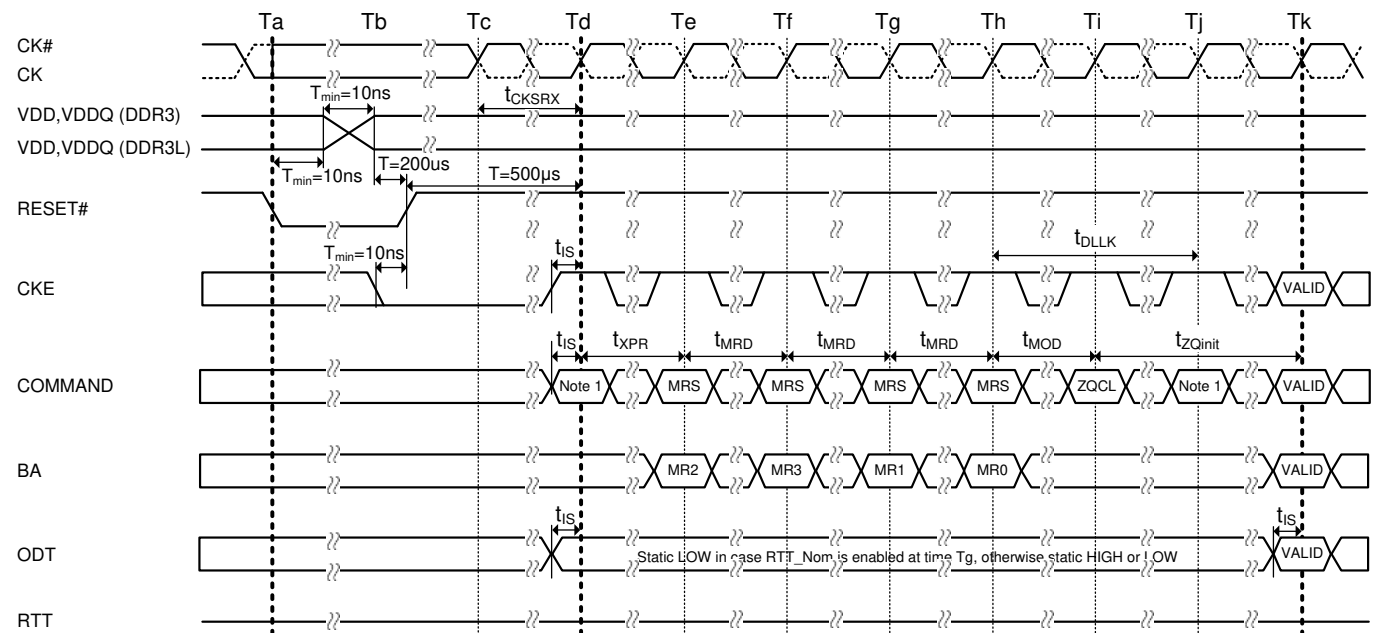 Ta Tb Tc Td Te Tf Tg Th Ti Tj Tk
CK#
CK
Tmin=10ns
tCKSRX
VDD,VDDQ (DDR3)
VDD,VDDQ (DDR3L)
Tmin=10ns
T=200us
T=500µs
RESET#
Tmin=10ns
tIS
tDLLK
CKE
VALID
tIS tXPR tMRD tMRD tMRD tMOD tZQinit
COMMAND
Note 1 MRS MRS MRS MRS ZQCL Note 1 VALID
BA
MR2 MR3 MR1 MR0 VALID
tIS
tIS
ODT
Static LOW in case RTT_Nom is enabled at time Tg, otherwise static HIGH or LOW
VALID
RTT